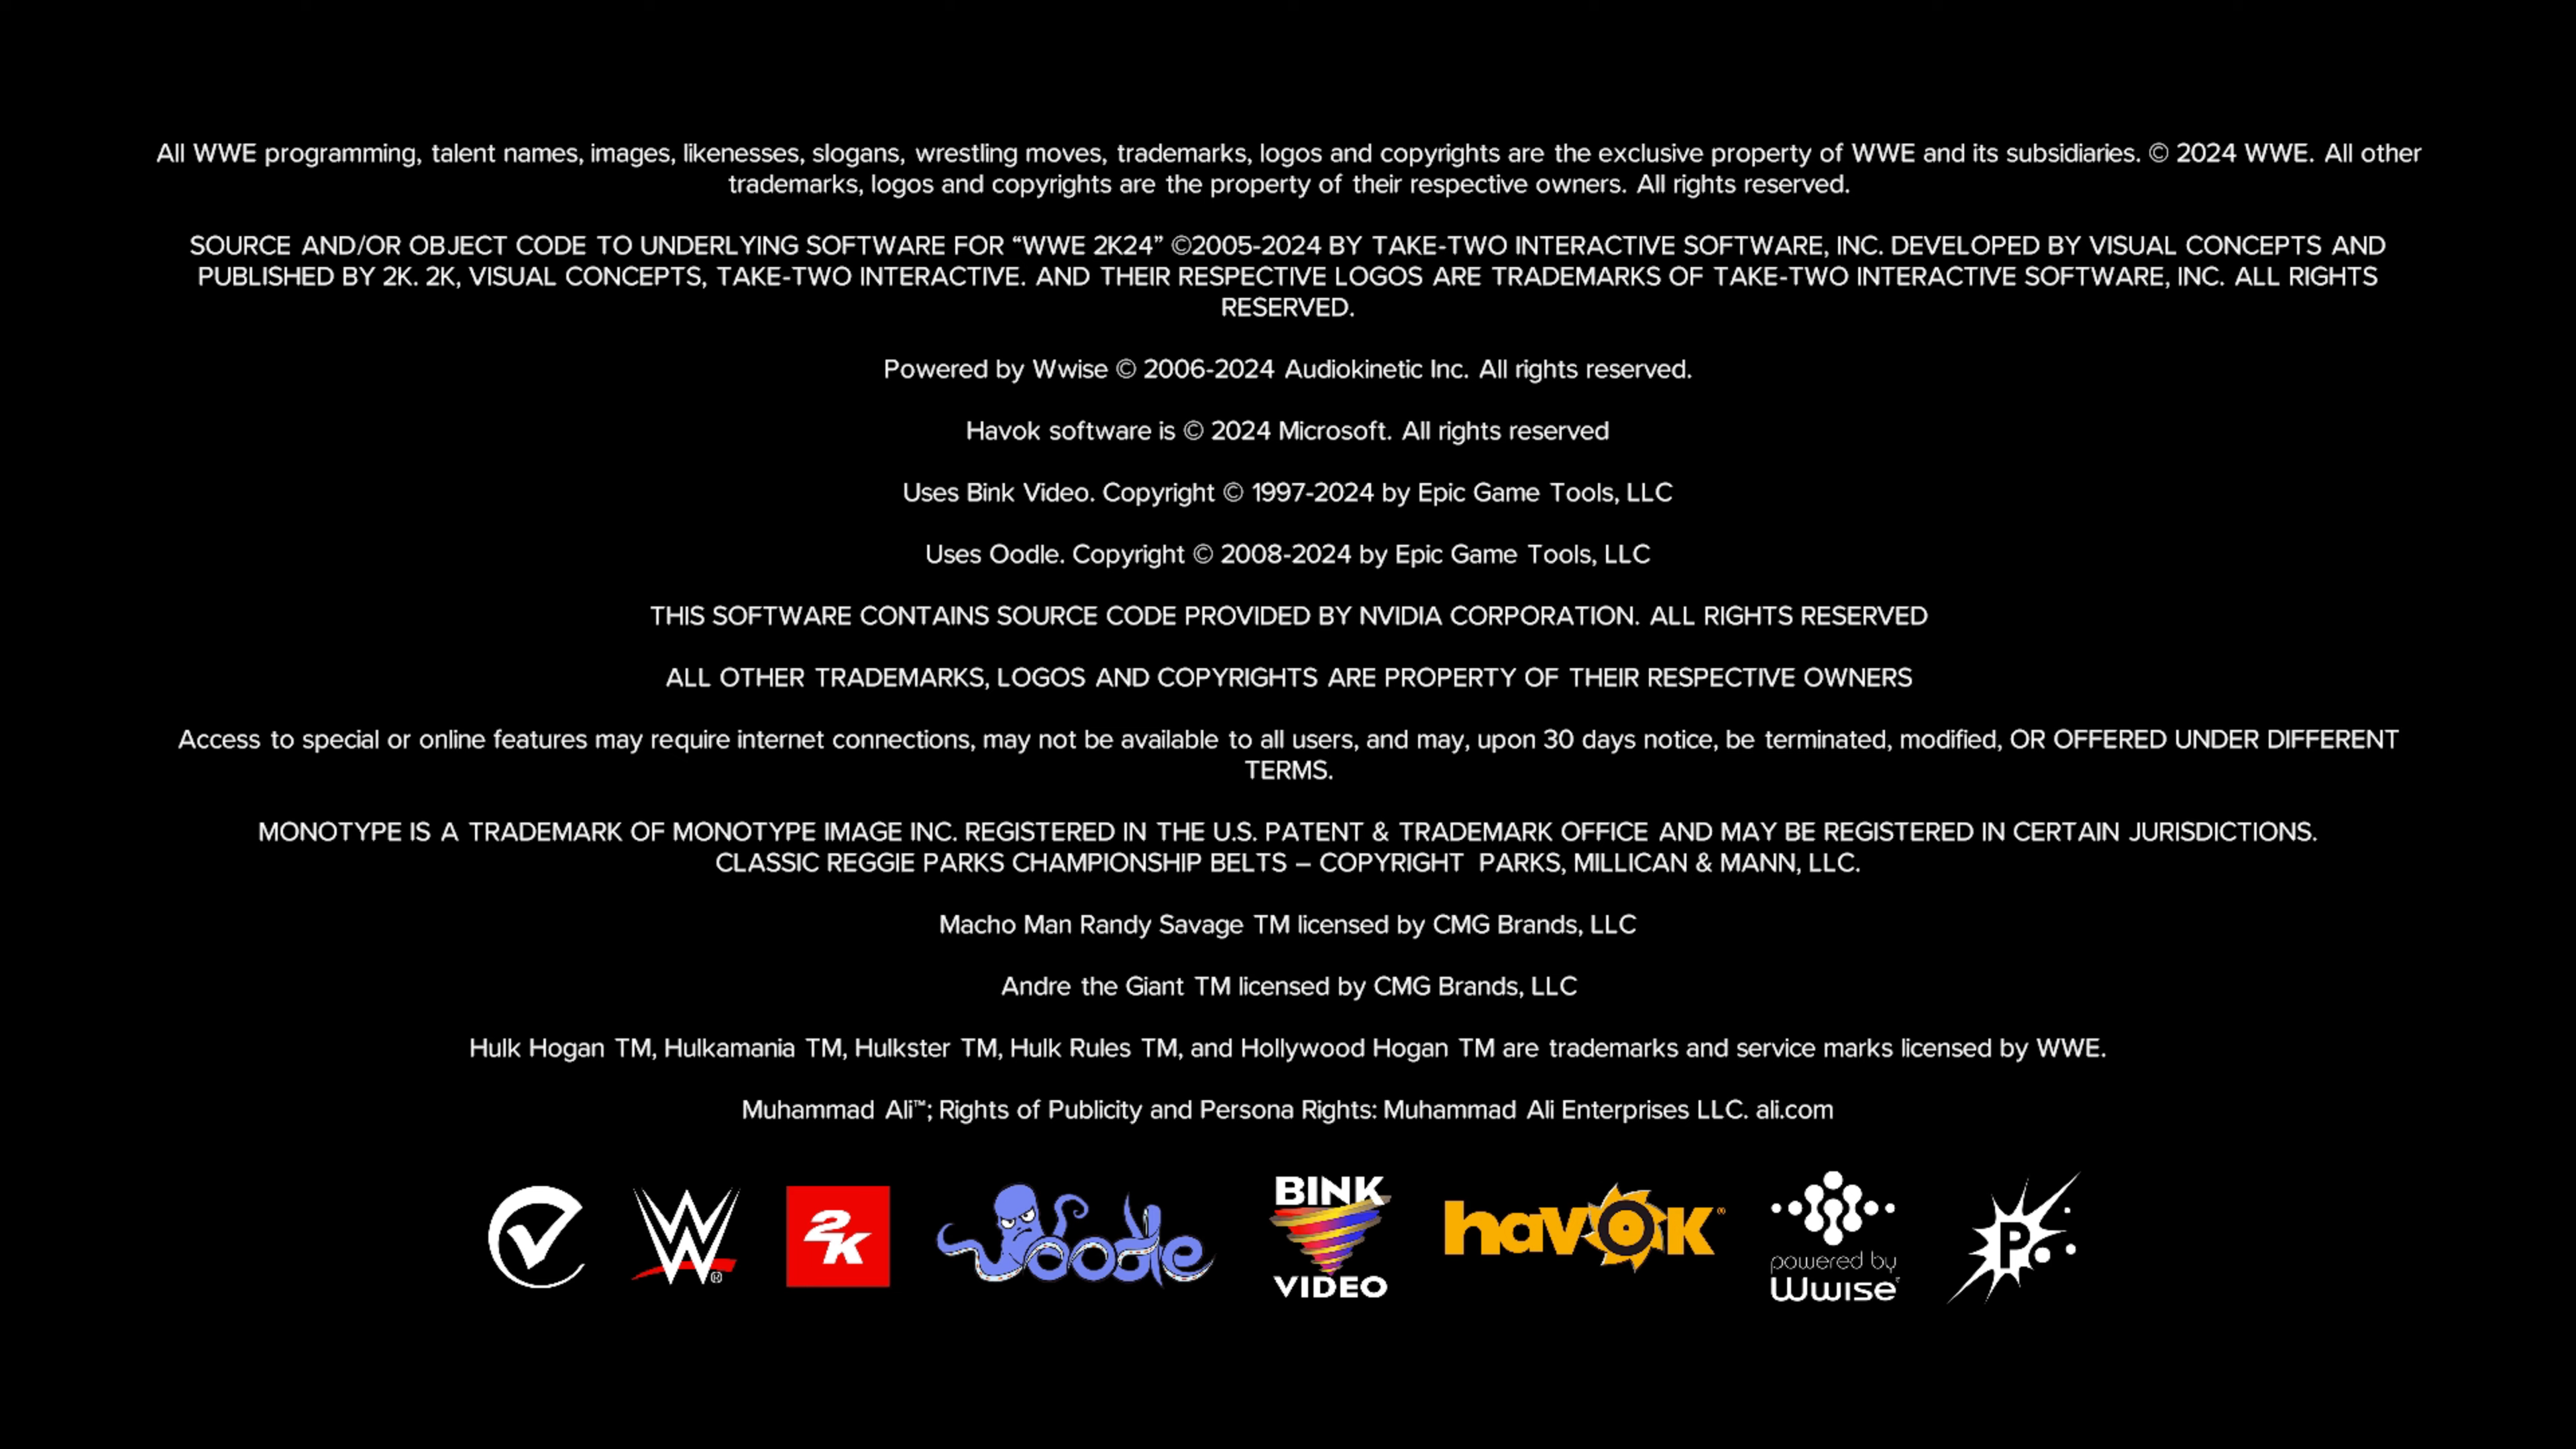 All WWE programming, talent names, images, likenesses, slogans, wrestling moves, trademarks, logos and copyrights are the exclusive property of WWE and its subsidiaries. © 2024 WWE. All other
trademarks, logos and copyrights are the property of their respective owners. All rights reserved.
SOURCE AND/OR OBJECT CODE TO UNDERLYING SOFTWARE FOR “WWE 2K24” ©2005-2024 BY TAKE-TWO INTERACTIVE SOFTWARE, INC. DEVELOPED BY VISUAL CONCEPTS AND
PUBLISHED BY 2K. 2K, VISUAL CONCEPTS, TAKE-TWO INTERACTIVE. AND THEIR RESPECTIVE LOGOS ARE TRADEMARKS OF TAKE-TWO INTERACTIVE SOFTWARE, INC. ALL RIGHTS
RESERVED.
Powered by Wwise © 2006-2024 Audiokinetic Inc. All rights reserved.
Havok software is © 2024 Microsoft. All rights reserved
Uses Bink Video. Copyright © 1997-2024 by Epic Game Tools, LLC
Uses Oodle. Copyright © 2008-2024 by Epic Game Tools, LLC
THIS SOFTWARE CONTAINS SOURCE CODE PROVIDED BY NVIDIA CORPORATION. ALL RIGHTS RESERVED
ALL OTHER TRADEMARKS, LOGOS AND COPYRIGHTS ARE PROPERTY OF THEIR RESPECTIVE OWNERS
Access to special or online features may require internet connections, may not be available to all users, and may, upon 30 days notice, be terminated, modified, OR OFFERED UNDER DIFFERENT
TERMS.
MONOTYPE IS A TRADEMARK OF MONOTYPE IMAGE INC. REGISTERED IN THE U.S. PATENT & TRADEMARK OFFICE AND MAY BE REGISTERED IN CERTAIN JURISDICTIONS.
CLASSIC REGGIE PARKS CHAMPIONSHIP BELTS – COPYRIGHT PARKS, MILLICAN & MANN, LLC.
Macho Man Randy Savage TM licensed by CMG Brands, LLC
Andre the Giant TM licensed by CMG Brands, LLC
Hulk Hogan TM, Hulkamania TM, Hulkster TM, Hulk Rules TM, and Hollywood Hogan TM are trademarks and service marks licensed by WWE.
Muhammad Ali™; Rights of Publicity and Persona Rights: Muhammad Ali Enterprises LLC. ali.com
W ®
2K
oodle
BINK
VIDEO
havok®
powered by
Wwise
P